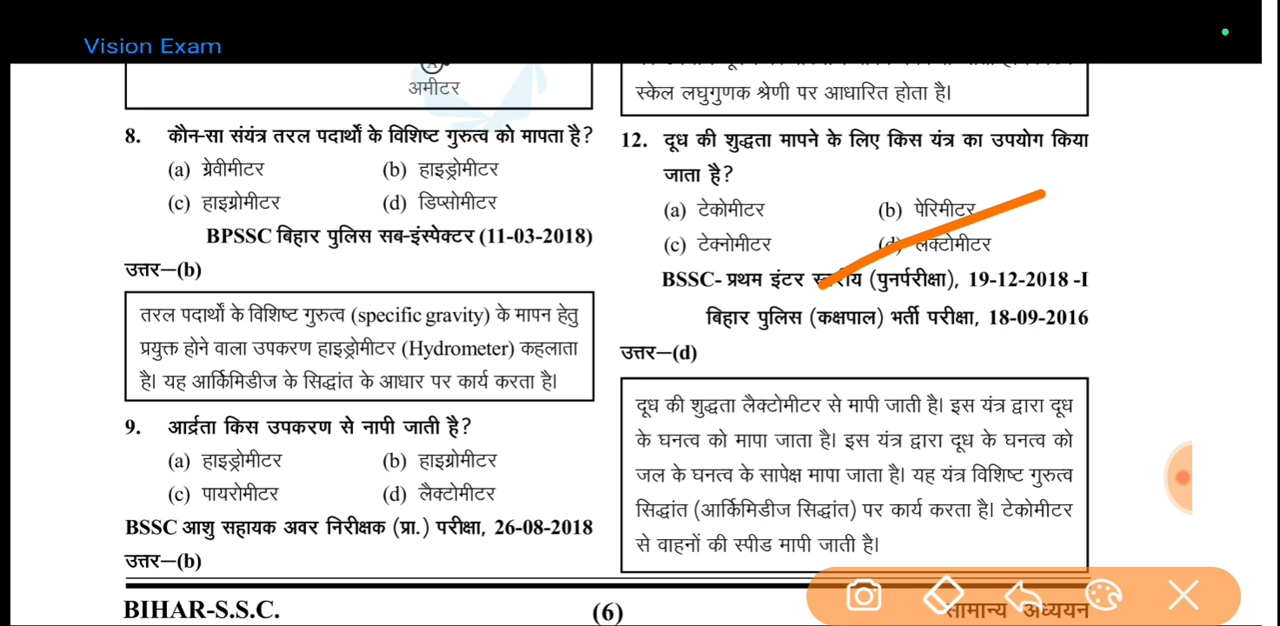 Vision Exam
अमीटर
8. कौन-सा संयंत्र तरल पदार्थों के विशिष्ट गुरुत्व को मापता है?
(a) ग्रेवीमीटर (b) हाइड्रोमीटर
(c) हाइग्रोमीटर (d) डिप्सोमीटर
BPSSC बिहार पुलिस सब-इंस्पेक्टर (11-03-2018)
उत्तर—(b)
तरल पदार्थों के विशिष्ट गुरुत्व (specific gravity) के मापन हेतु
प्रयुक्त होने वाला उपकरण हाइड्रोमीटर (Hydrometer) कहलाता
है। यह आर्किमिडीज के सिद्धांत के आधार पर कार्य करता है।
9. आर्द्रता किस उपकरण से नापी जाती है?
(a) हाइड्रोमीटर (b) हाइग्रोमीटर
(c) पायरोमीटर (d) लैक्टोमीटर
BSSC आशु सहायक अवर निरीक्षक (प्रा.) परीक्षा, 26-08-2018
उत्तर—(b)
स्केल लघुगुणक श्रेणी पर आधारित होता है।
12. दूध की शुद्धता मापने के लिए किस यंत्र का उपयोग किया
जाता है?
(a) टेकोमीटर (b) पेरिमीटर
(c) टेक्नोमीटर (d) लैक्टोमीटर
BSSC- प्रथम इंटर स्तरीय (पुनर्परीक्षा), 19-12-2018 -I
बिहार पुलिस (कक्षपाल) भर्ती परीक्षा, 18-09-2016
उत्तर—(d)
दूध की शुद्धता लैक्टोमीटर से मापी जाती है। इस यंत्र द्वारा दूध
के घनत्व को मापा जाता है। इस यंत्र द्वारा दूध के घनत्व को
जल के घनत्व के सापेक्ष मापा जाता है। यह यंत्र विशिष्ट गुरुत्व
सिद्धांत (आर्किमिडीज सिद्धांत) पर कार्य करता है। टेकोमीटर
से वाहनों की स्पीड मापी जाती है।
BIHAR-S.S.C. (6) सामान्य अध्ययन